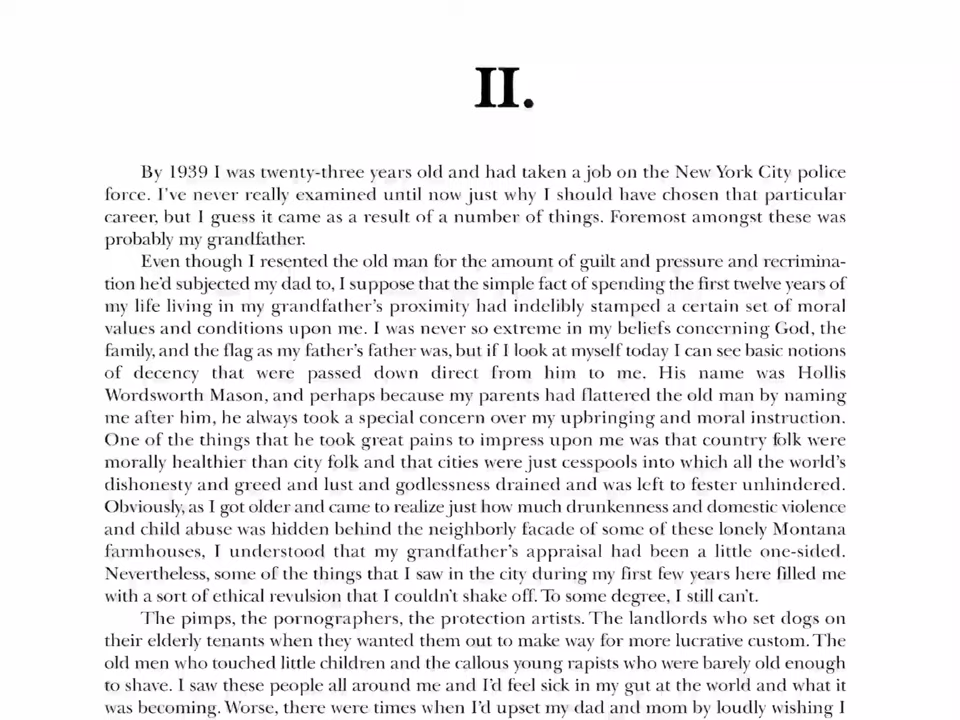 II.
By 1939 I was twenty-three years old and had taken a job on the New York City police
force. I've never really examined until now just why I should have chosen that particular
career, but I guess it came as a result of a number of things. Foremost amongst these was
probably my grandfather.
Even though I resented the old man for the amount of guilt and pressure and recrimina-
tion he'd subjected my dad to, I suppose that the simple fact of spending the first twelve years of
my life living in my grandfather's proximity had indelibly stamped a certain set of moral
values and conditions upon me. I was never so extreme in my beliefs concerning God, the
family, and the flag as my father's father was, but if I look at myself today I can see basic notions
of decency that were passed down direct from him to me. His name was Hollis
Wordsworth Mason, and perhaps because my parents had flattered the old man by naming
me after him, he always took a special concern over my upbringing and moral instruction.
One of the things that he took great pains to impress upon me was that country folk were
morally healthier than city folk and that cities were just cesspools into which all the world's
dishonesty and greed and lust and godlessness drained and was left to fester unhindered.
Obviously, as I got older and came to realize just how much drunkenness and domestic violence
and child abuse was hidden behind the neighborly facade of some of these lonely Montana
farmhouses, I understood that my grandfather's appraisal had been a little one-sided.
Nevertheless, some of the things that I saw in the city during my first few years here filled me
with a sort of ethical revulsion that I couldn't shake off. To some degree, I still can't.
The pimps, the pornographers, the protection artists. The landlords who set dogs on
their elderly tenants when they wanted them out to make way for more lucrative custom. The
old men who touched little children and the callous young rapists who were barely old enough
to shave. I saw these people all around me and I'd feel sick in my gut at the world and what it
was becoming. Worse, there were times when I'd upset my dad and mom by loudly wishing I